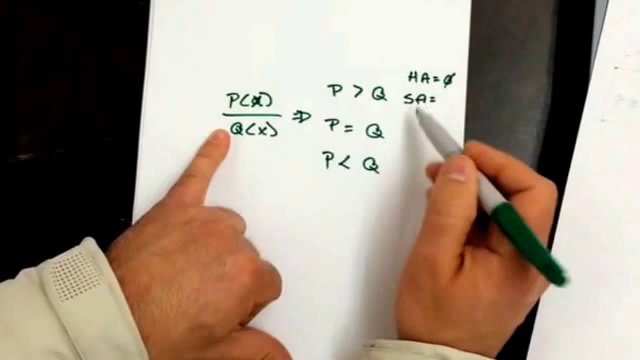 P(x)
Q(x)
⇒
P > Q
P = Q
P < Q
HA = ∅
SA =